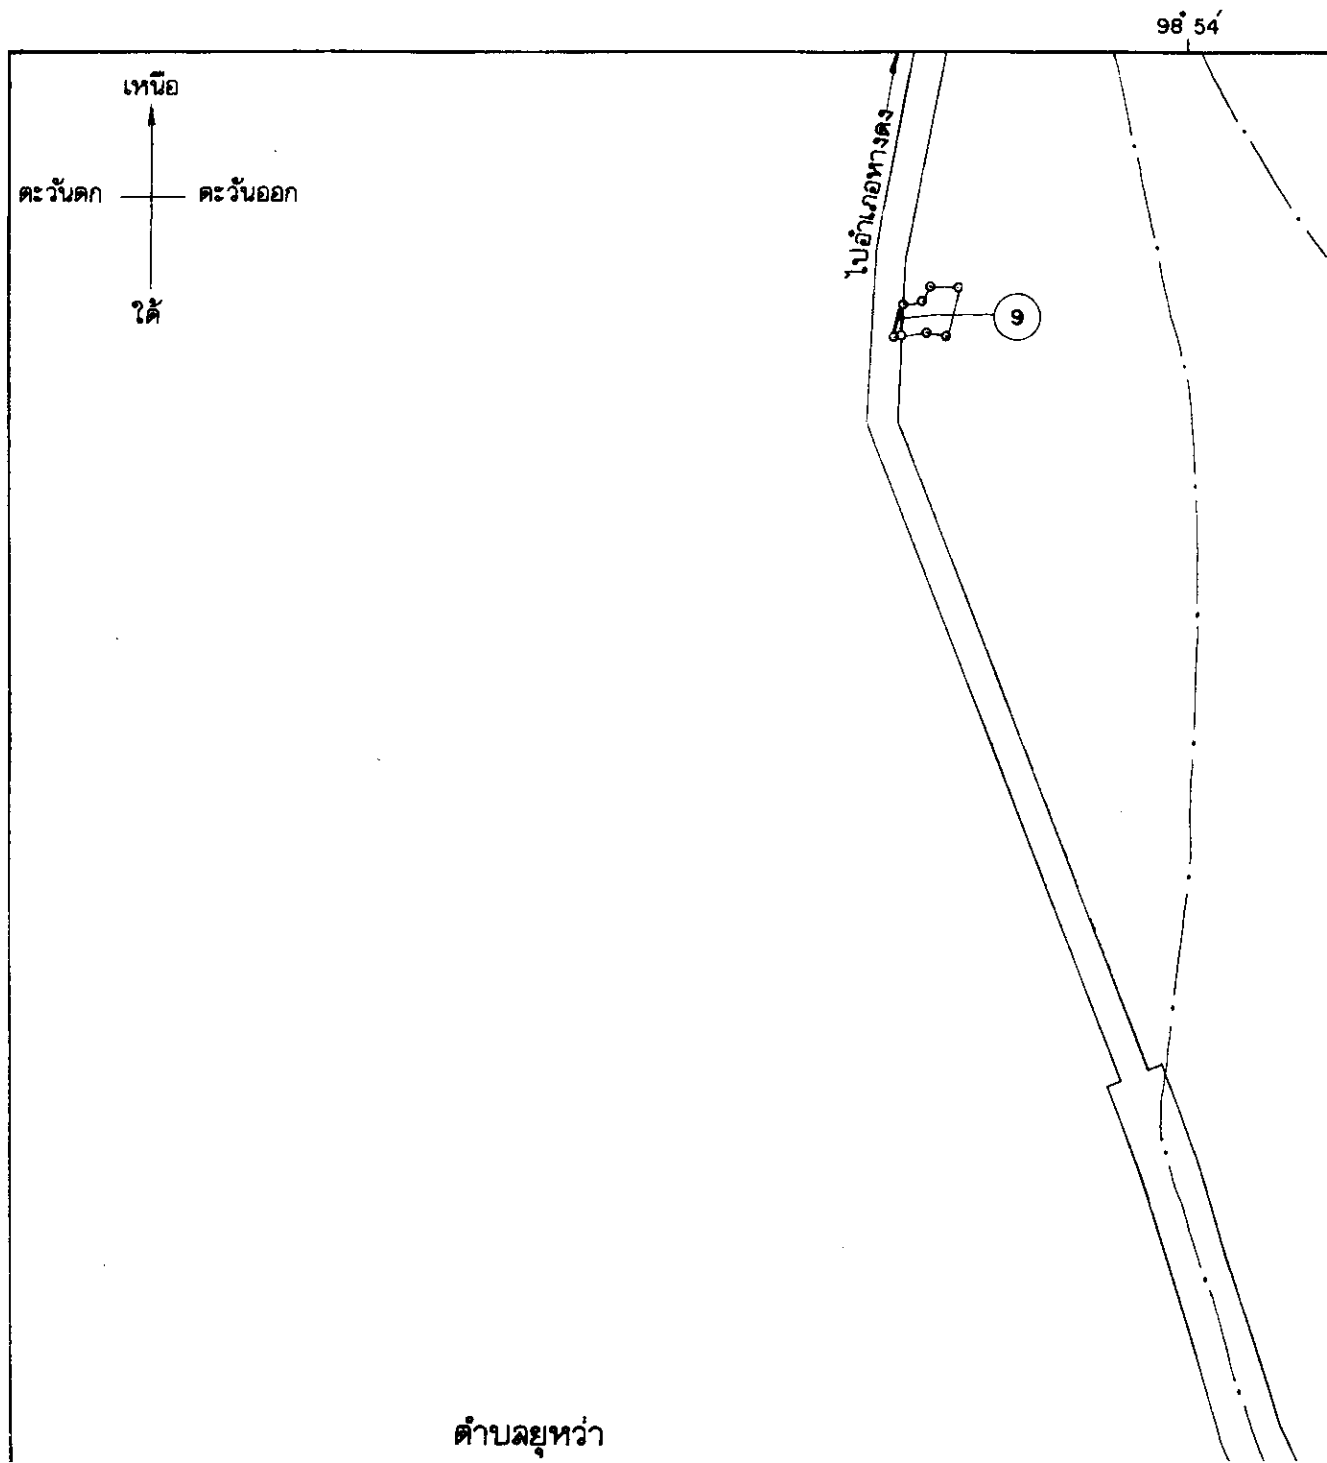 98° 54′
เหนือ
ตะวันตก
ตะวันออก
ใต้
ไปอำเภอหางดง
9
ตำบลยุหว่า